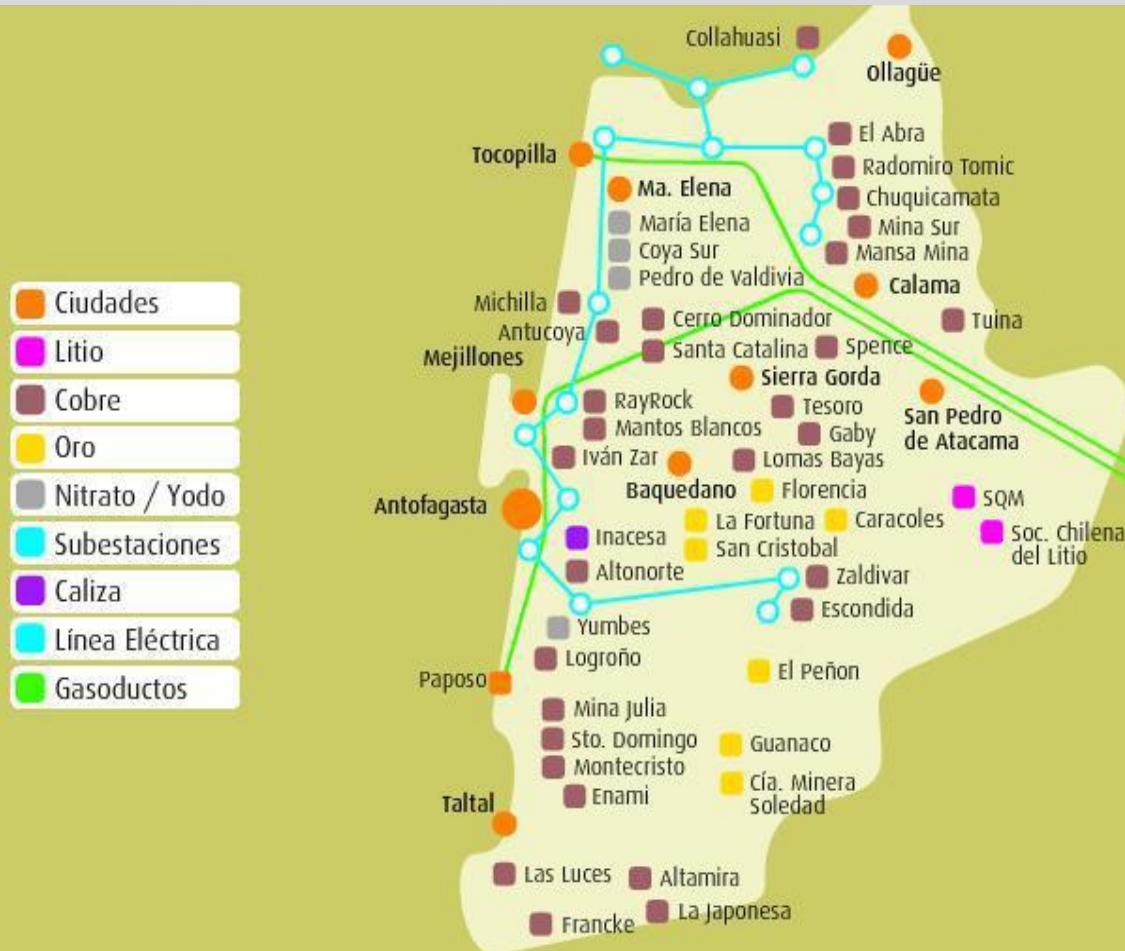 Collahuasi
Ollagüe
El Abra
Tocopilla
Radomiro Tomic
Ma. Elena
Chuquicamata
María Elena
Mina Sur
Coya Sur
Mansa Mina
Pedro de Valdivia
Calama
Ciudades
Michilla
Cerro Dominador
Tuina
Antucoya
Litio
Mejillones
Santa Catalina
Spence
Sierra Gorda
Cobre
RayRock
Tesoro
San Pedro
de Atacama
Mantos Blancos
Gaby
Oro
Iván Zar
Lomas Bayas
Baquedano
Florencia
Nitrato / Yodo
Antofagasta
SQM
La Fortuna
Caracoles
Soc. Chilena
del Litio
Subestaciones
Inacesa
San Cristobal
Altonorte
Zaldivar
Caliza
Escondida
Yumbes
Línea Eléctrica
Logroño
El Peñon
Paposo
Gasoductos
Mina Julia
Sto. Domingo
Guanaco
Montecristo
Cía. Minera
Soledad
Enami
Taltal
Las Luces
Altamira
La Japonesa
Francke